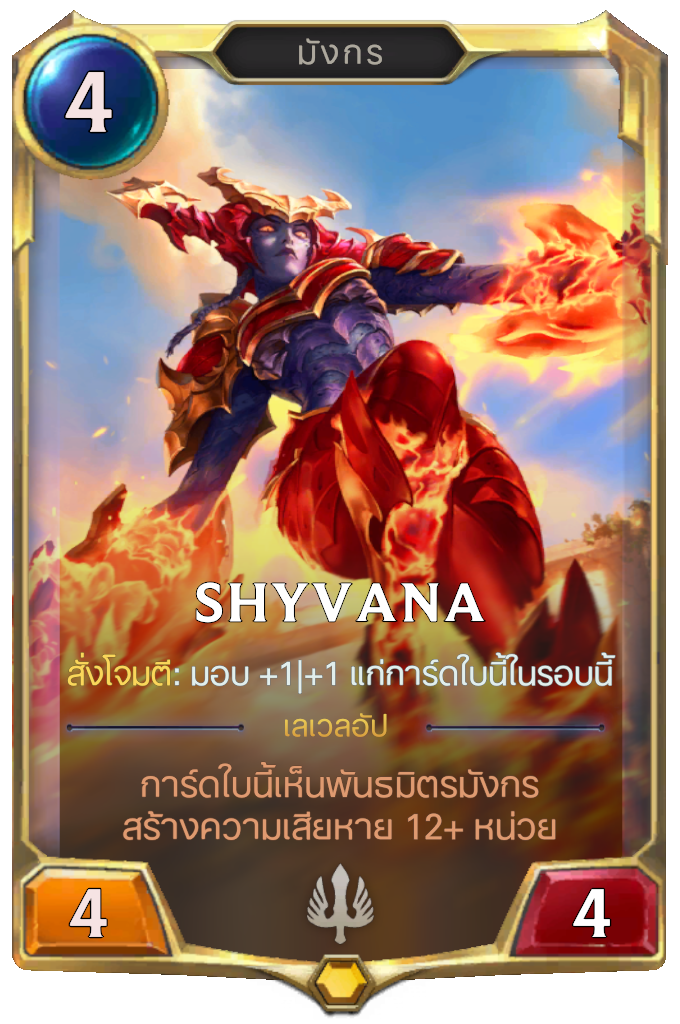 4
มังกร
SHYVANA
สั่งโจมตี: มอบ +1|+1 แก่การ์ดใบนี้ในรอบนี้
เลเวลอัป
การ์ดใบนี้เห็นพันธมิตรมังกร
สร้างความเสียหาย 12+ หน่วย
4
4